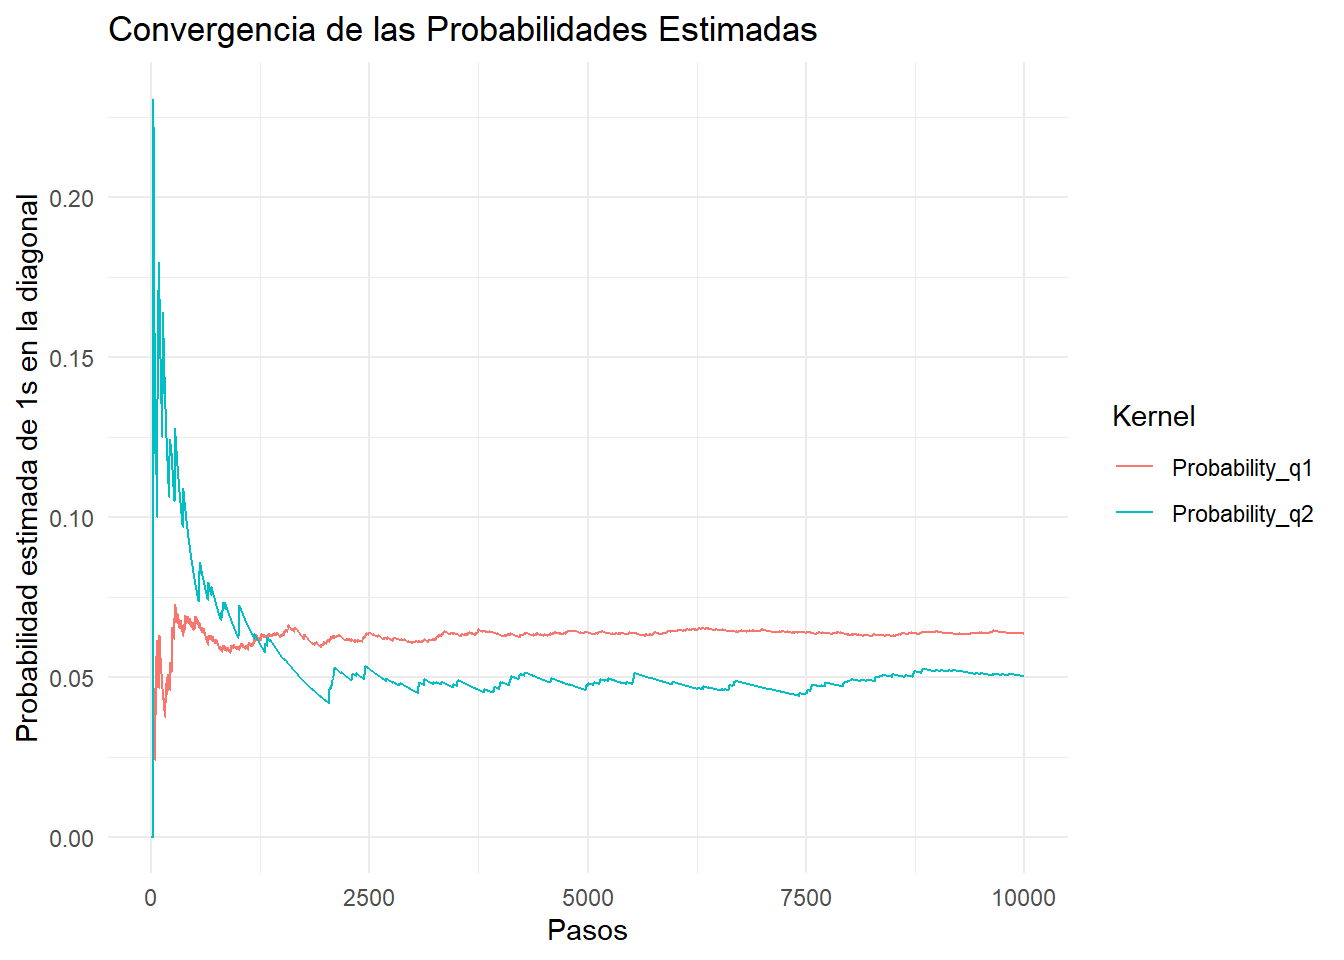 Convergencia de las Probabilidades Estimadas
Probabilidad estimada de 1s en la diagonal
0.20
0.15
0.10
0.05
0.00
0
2500
5000
7500
10000
Pasos
Kernel
Probability_q1
Probability_q2